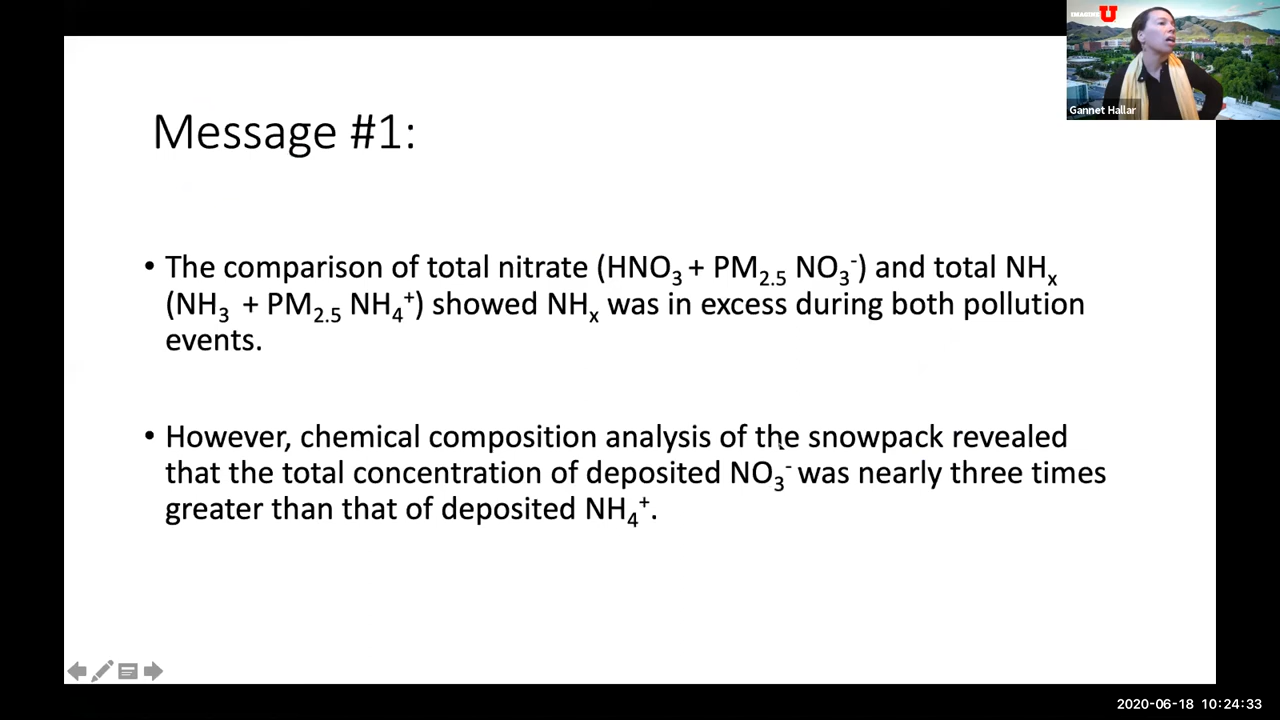 Message #1:
• The comparison of total nitrate (HNO₃ + PM₂.₅ NO₃⁻) and total NHₓ
(NH₃ + PM₂.₅ NH₄⁺) showed NHₓ was in excess during both pollution
events.
• However, chemical composition analysis of the snowpack revealed
that the total concentration of deposited NO₃⁻ was nearly three times
greater than that of deposited NH₄⁺.
U
Gannet Hallar
2020-06-18 10:24:33